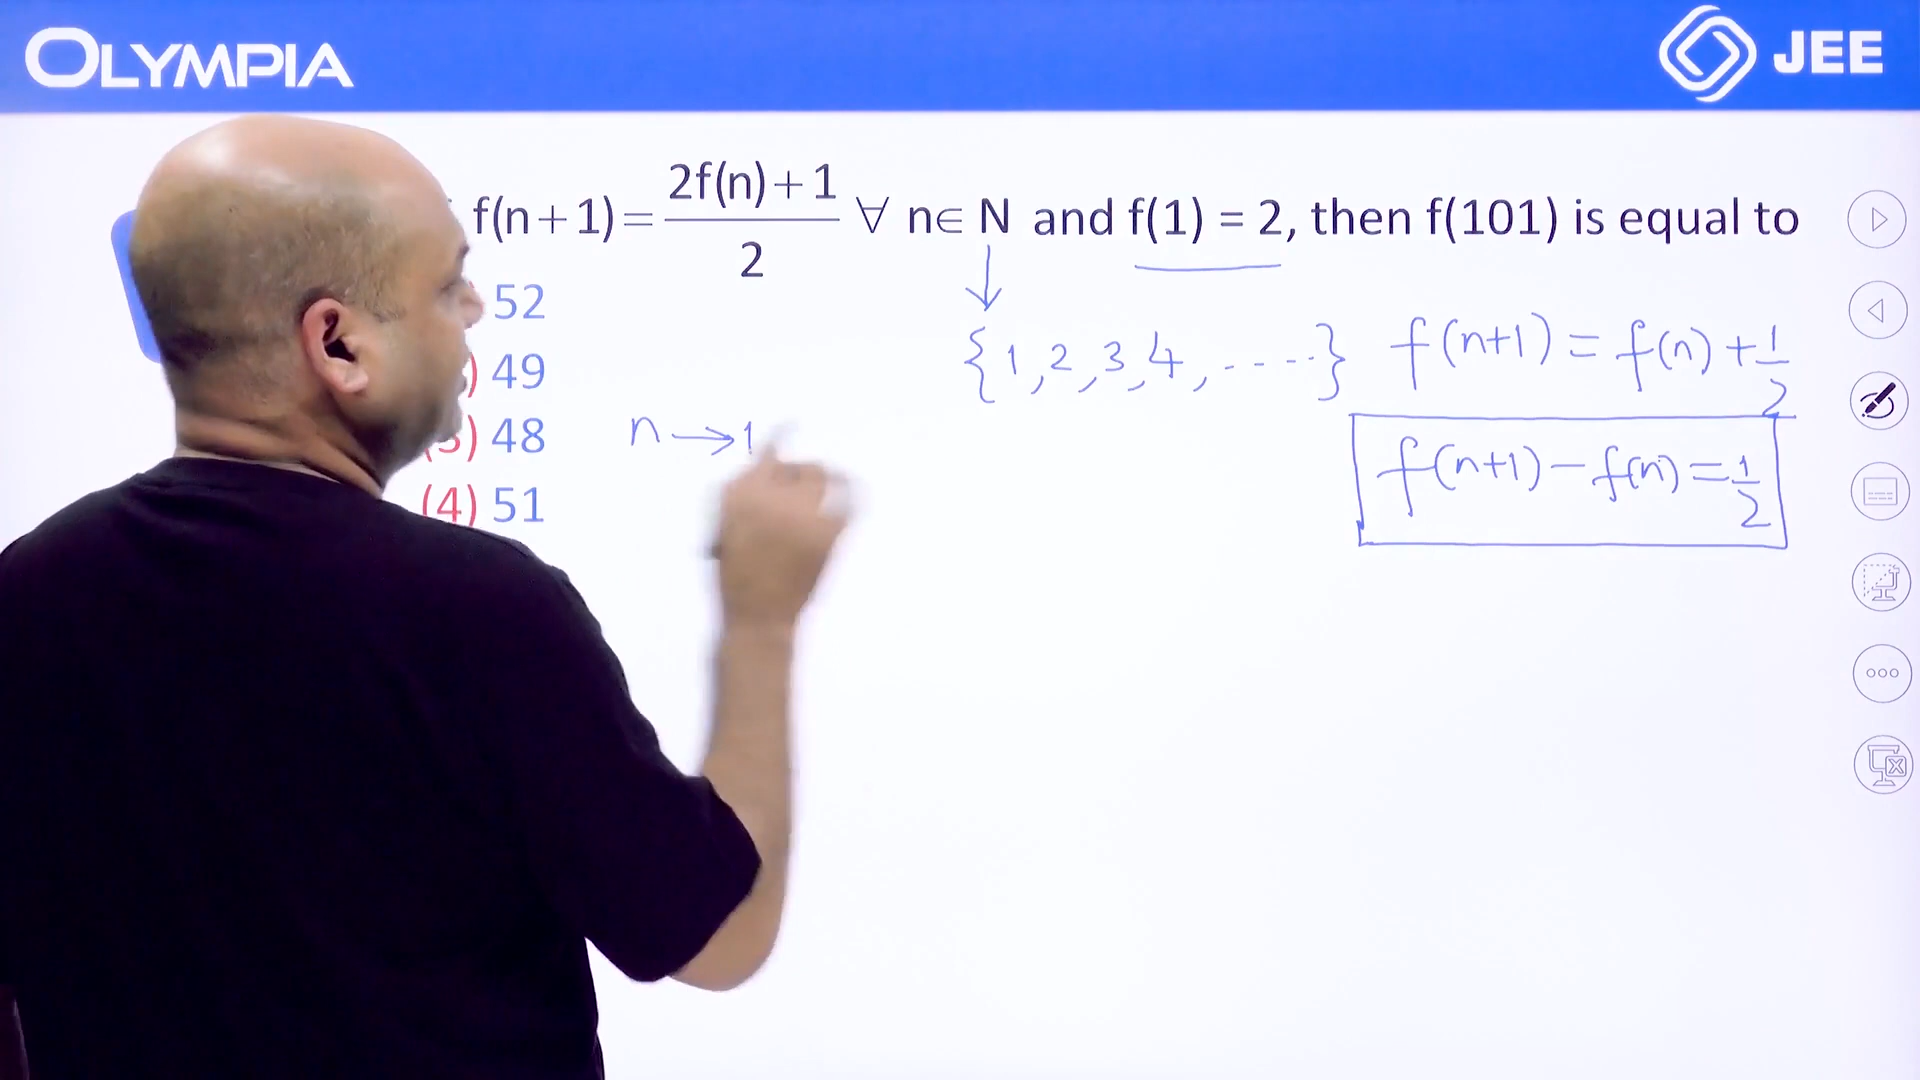 OLYMPIA
JEE
f(n+1)= 2f(n)+1 / 2 ∀ n∈ N and f(1) = 2, then f(101) is equal to
52
) 49
) 48
(4) 51
{1,2,3,4,-----}
f(n+1) = f(n) + 1/2
f(n+1) - f(n) = 1/2
n → 1